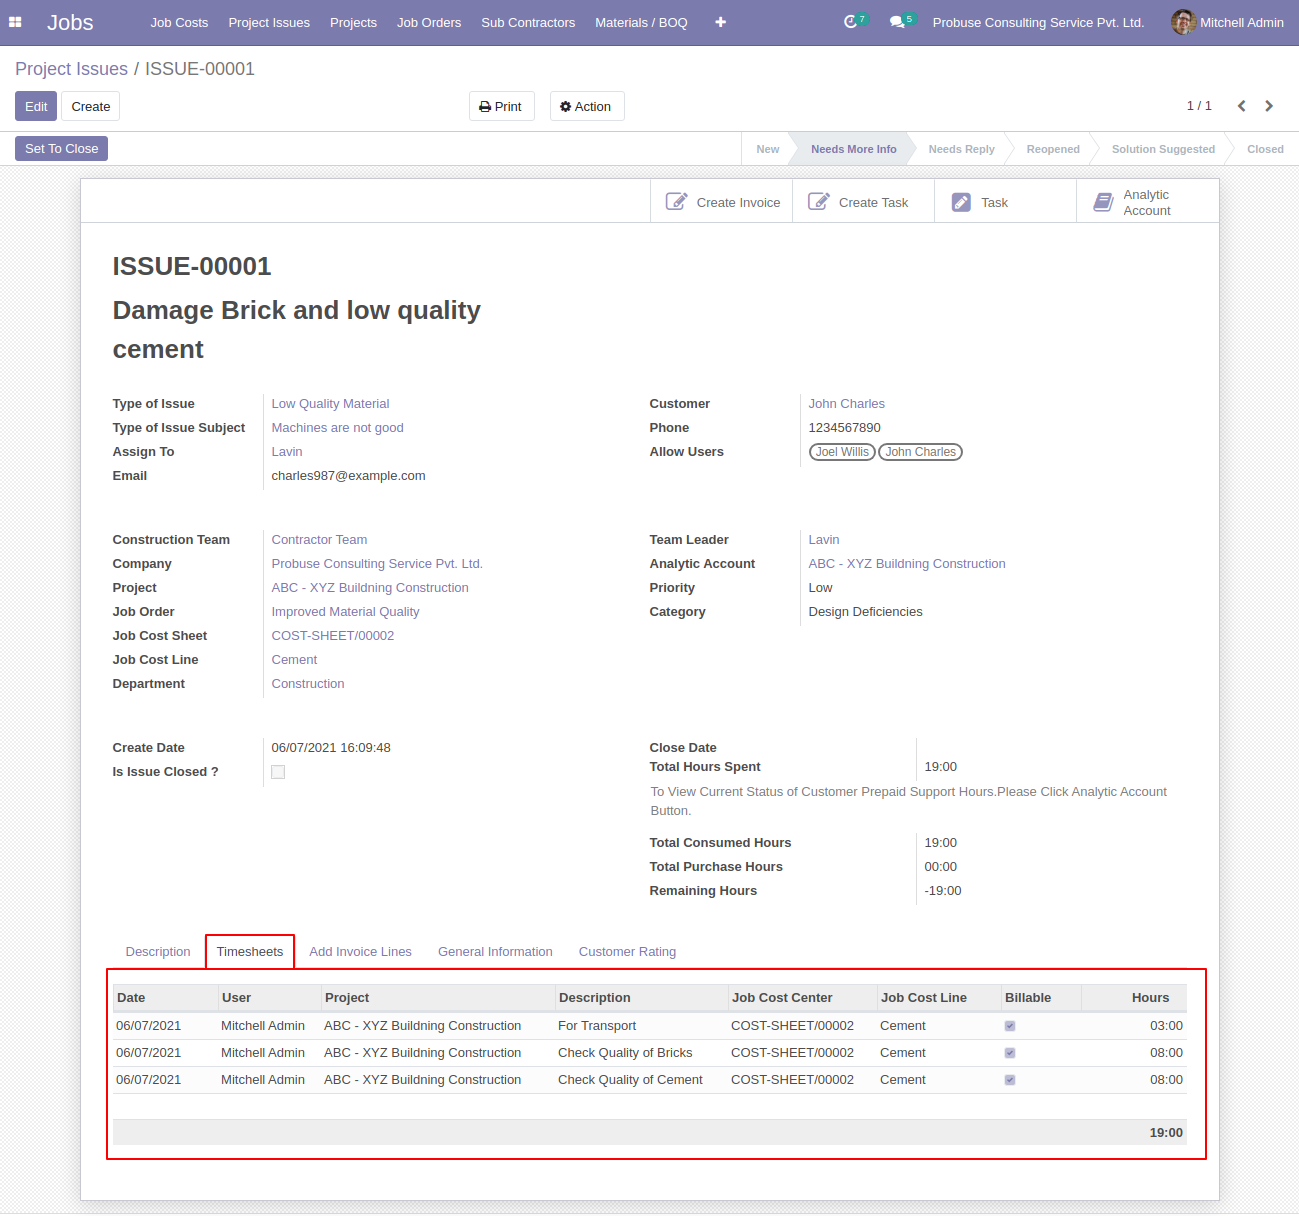 Jobs Job Costs Project Issues Projects Job Orders Sub Contractors Materials / BOQ 7 5 Probuse Consulting Service Pvt. Ltd. Mitchell Admin
Project Issues / ISSUE-00001
Edit Create Print Action 1 / 1
Set To Close New Needs More Info Needs Reply Reopened Solution Suggested Closed
Create Invoice Create Task Task Analytic
Account
ISSUE-00001
Damage Brick and low quality
cement
Type of Issue Low Quality Material
Type of Issue Subject Machines are not good
Assign To Lavin
Email charles987@example.com
Customer John Charles
Phone 1234567890
Allow Users Joel Willis John Charles
Construction Team Contractor Team
Company Probuse Consulting Service Pvt. Ltd.
Project ABC - XYZ Buildning Construction
Job Order Improved Material Quality
Job Cost Sheet COST-SHEET/00002
Job Cost Line Cement
Department Construction
Team Leader Lavin
Analytic Account ABC - XYZ Buildning Construction
Priority Low
Category Design Deficiencies
Create Date 06/07/2021 16:09:48
Is Issue Closed ?
Close Date
Total Hours Spent 19:00
To View Current Status of Customer Prepaid Support Hours.Please Click Analytic Account
Button.
Total Consumed Hours 19:00
Total Purchase Hours 00:00
Remaining Hours -19:00
Description Timesheets Add Invoice Lines General Information Customer Rating
Date User Project Description Job Cost Center Job Cost Line Billable Hours
06/07/2021 Mitchell Admin ABC - XYZ Buildning Construction For Transport COST-SHEET/00002 Cement 03:00
06/07/2021 Mitchell Admin ABC - XYZ Buildning Construction Check Quality of Bricks COST-SHEET/00002 Cement 08:00
06/07/2021 Mitchell Admin ABC - XYZ Buildning Construction Check Quality of Cement COST-SHEET/00002 Cement 08:00
19:00